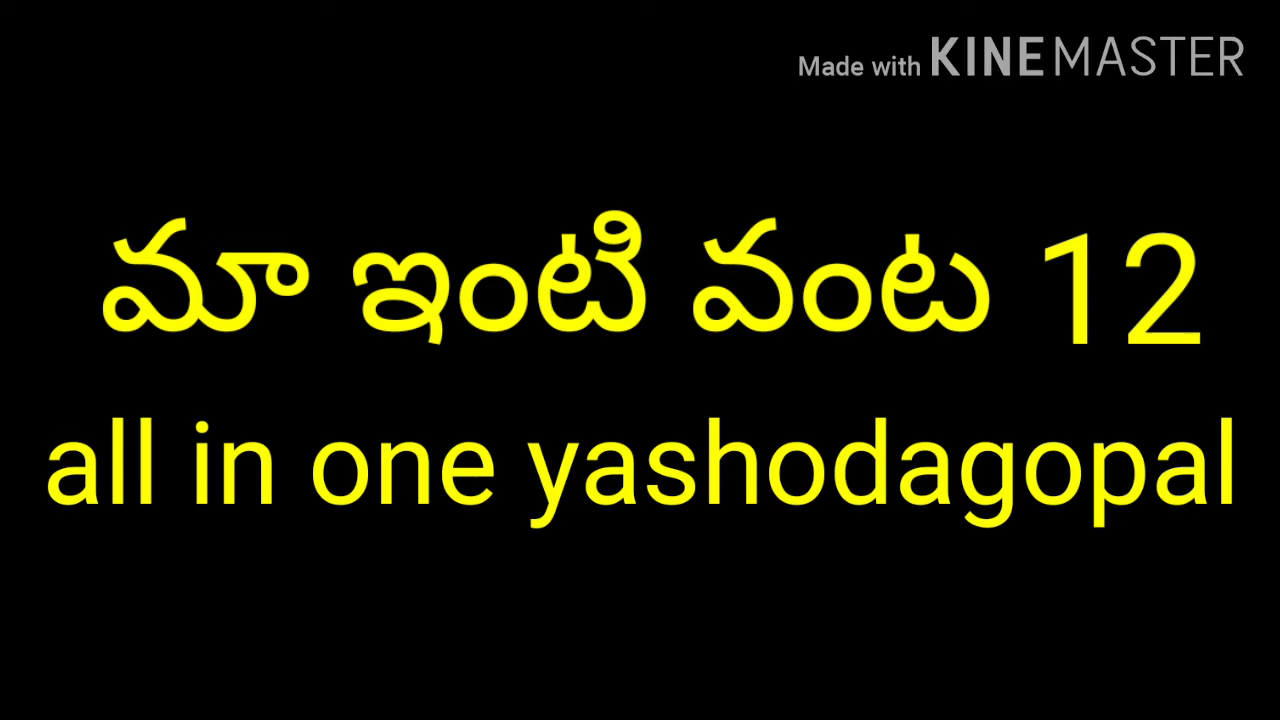 Made with KINEMASTER
మా ఇంటి వంట 12
all in one yashodagopal